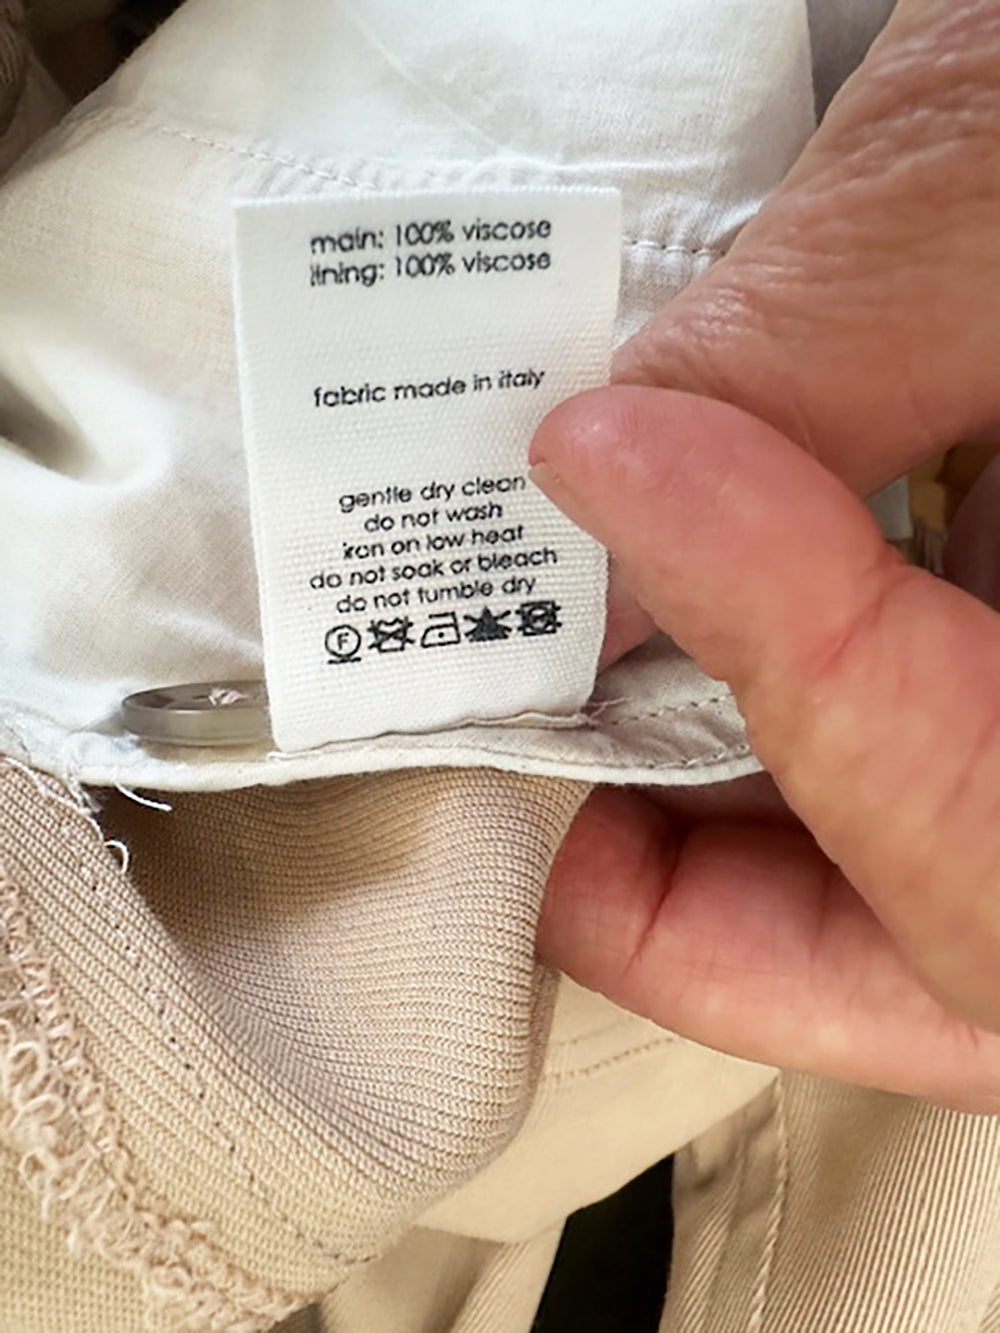 main: 100% viscose
lining: 100% viscose
fabric made in italy
gentle dry clean
do not wash
iron on low heat
do not soak or bleach
do not tumble dry
F